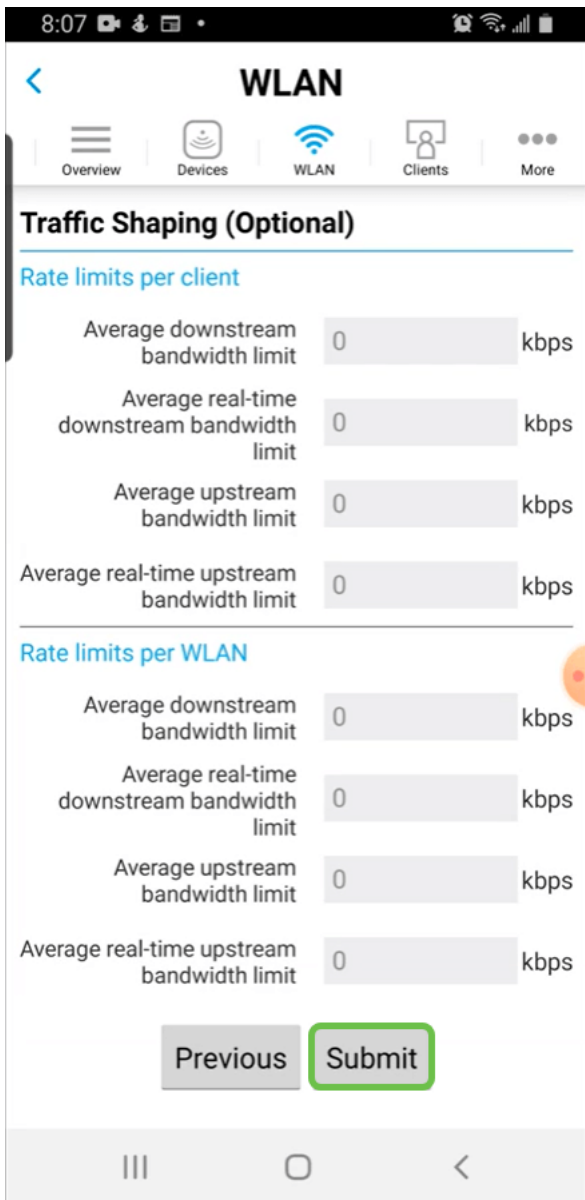 8:07
WLAN
Overview
Devices
WLAN
Clients
More
Traffic Shaping (Optional)
Rate limits per client
Average downstream
bandwidth limit
0
kbps
Average real-time
downstream bandwidth
limit
0
kbps
Average upstream
bandwidth limit
0
kbps
Average real-time upstream
bandwidth limit
0
kbps
Rate limits per WLAN
Average downstream
bandwidth limit
0
kbps
Average real-time
downstream bandwidth
limit
0
kbps
Average upstream
bandwidth limit
0
kbps
Average real-time upstream
bandwidth limit
0
kbps
Previous
Submit